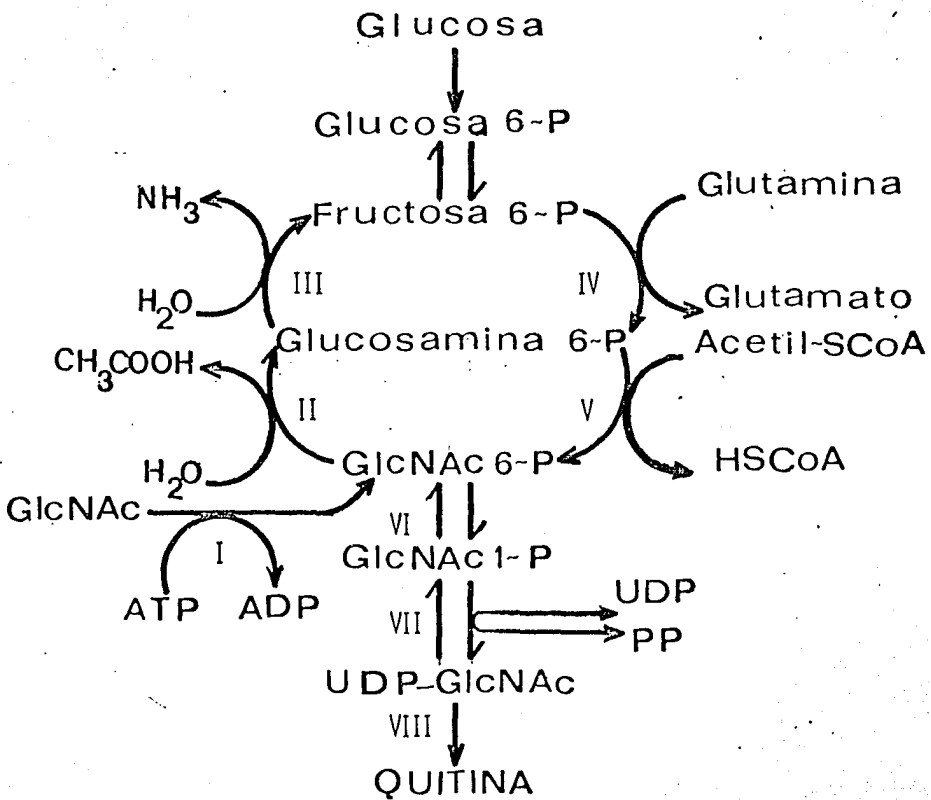 Glucosa
Glucosa 6-P
NH3
Fructosa 6-P
Glutamina
III
IV
H2O
Glutamato
Glucosamina 6-P
Acetil-SCoA
CH3COOH
II
V
H2O
GlcNAc 6-P
HSCoA
GlcNAc
VI
I
GlcNAc 1-P
ATP
ADP
VII
UDP
PP
UDP-GlcNAc
VIII
QUITINA